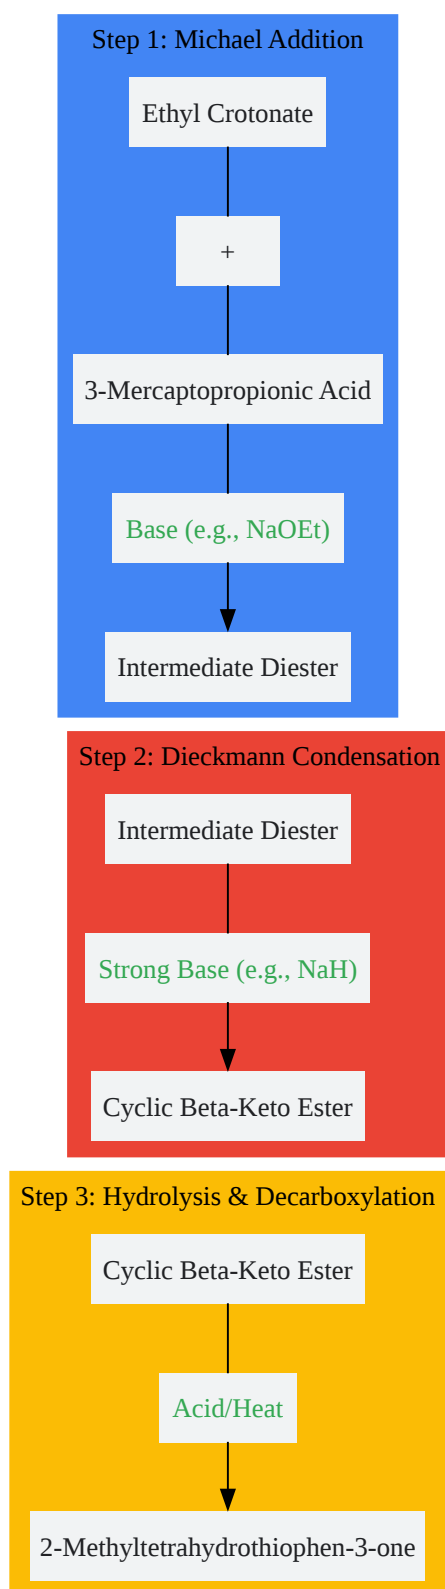 Step 1: Michael Addition
Ethyl Crotonate
+
3-Mercaptopropionic Acid
Base (e.g., NaOEt)
Intermediate Diester
Step 2: Dieckmann Condensation
Intermediate Diester
Strong Base (e.g., NaH)
Cyclic Beta-Keto Ester
Step 3: Hydrolysis & Decarboxylation
Cyclic Beta-Keto Ester
Acid/Heat
2-Methyltetrahydrothiophen-3-one